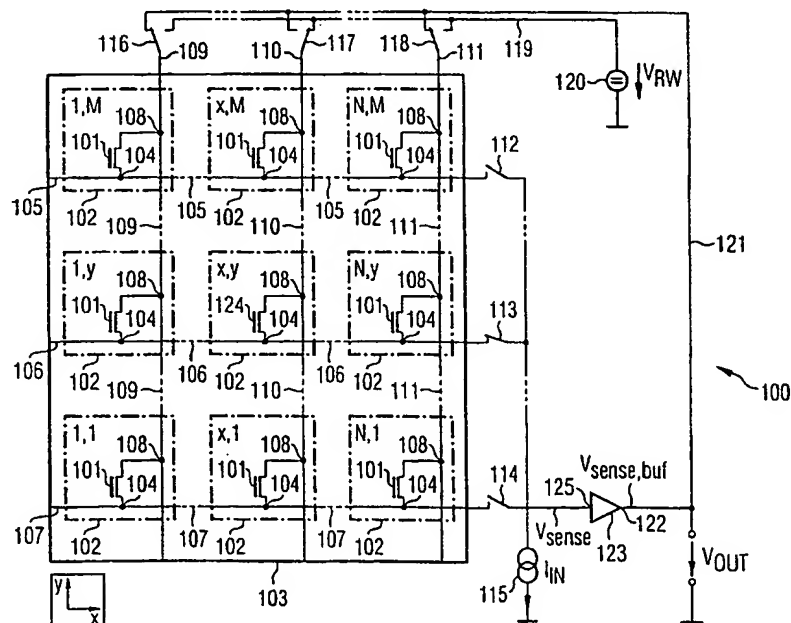 116 109 110 117 118 111 119
120 V_RW
1,M 108 x,M 108 N,M 108
101 104 101 104 101 104 112
105 102 105 102 105 102
109 110 111 121
1,y 108 x,y 108 N,y 108
101 104 124 104 101 104 113
106 102 106 102 106 102
109 110 111 100
1,1 108 x,1 108 N,1 108
101 104 101 104 101 104 114 125 V_sense,buf
107 102 107 102 107 102 V_sense 123 122
103 115 I_IN V_OUT
y
x